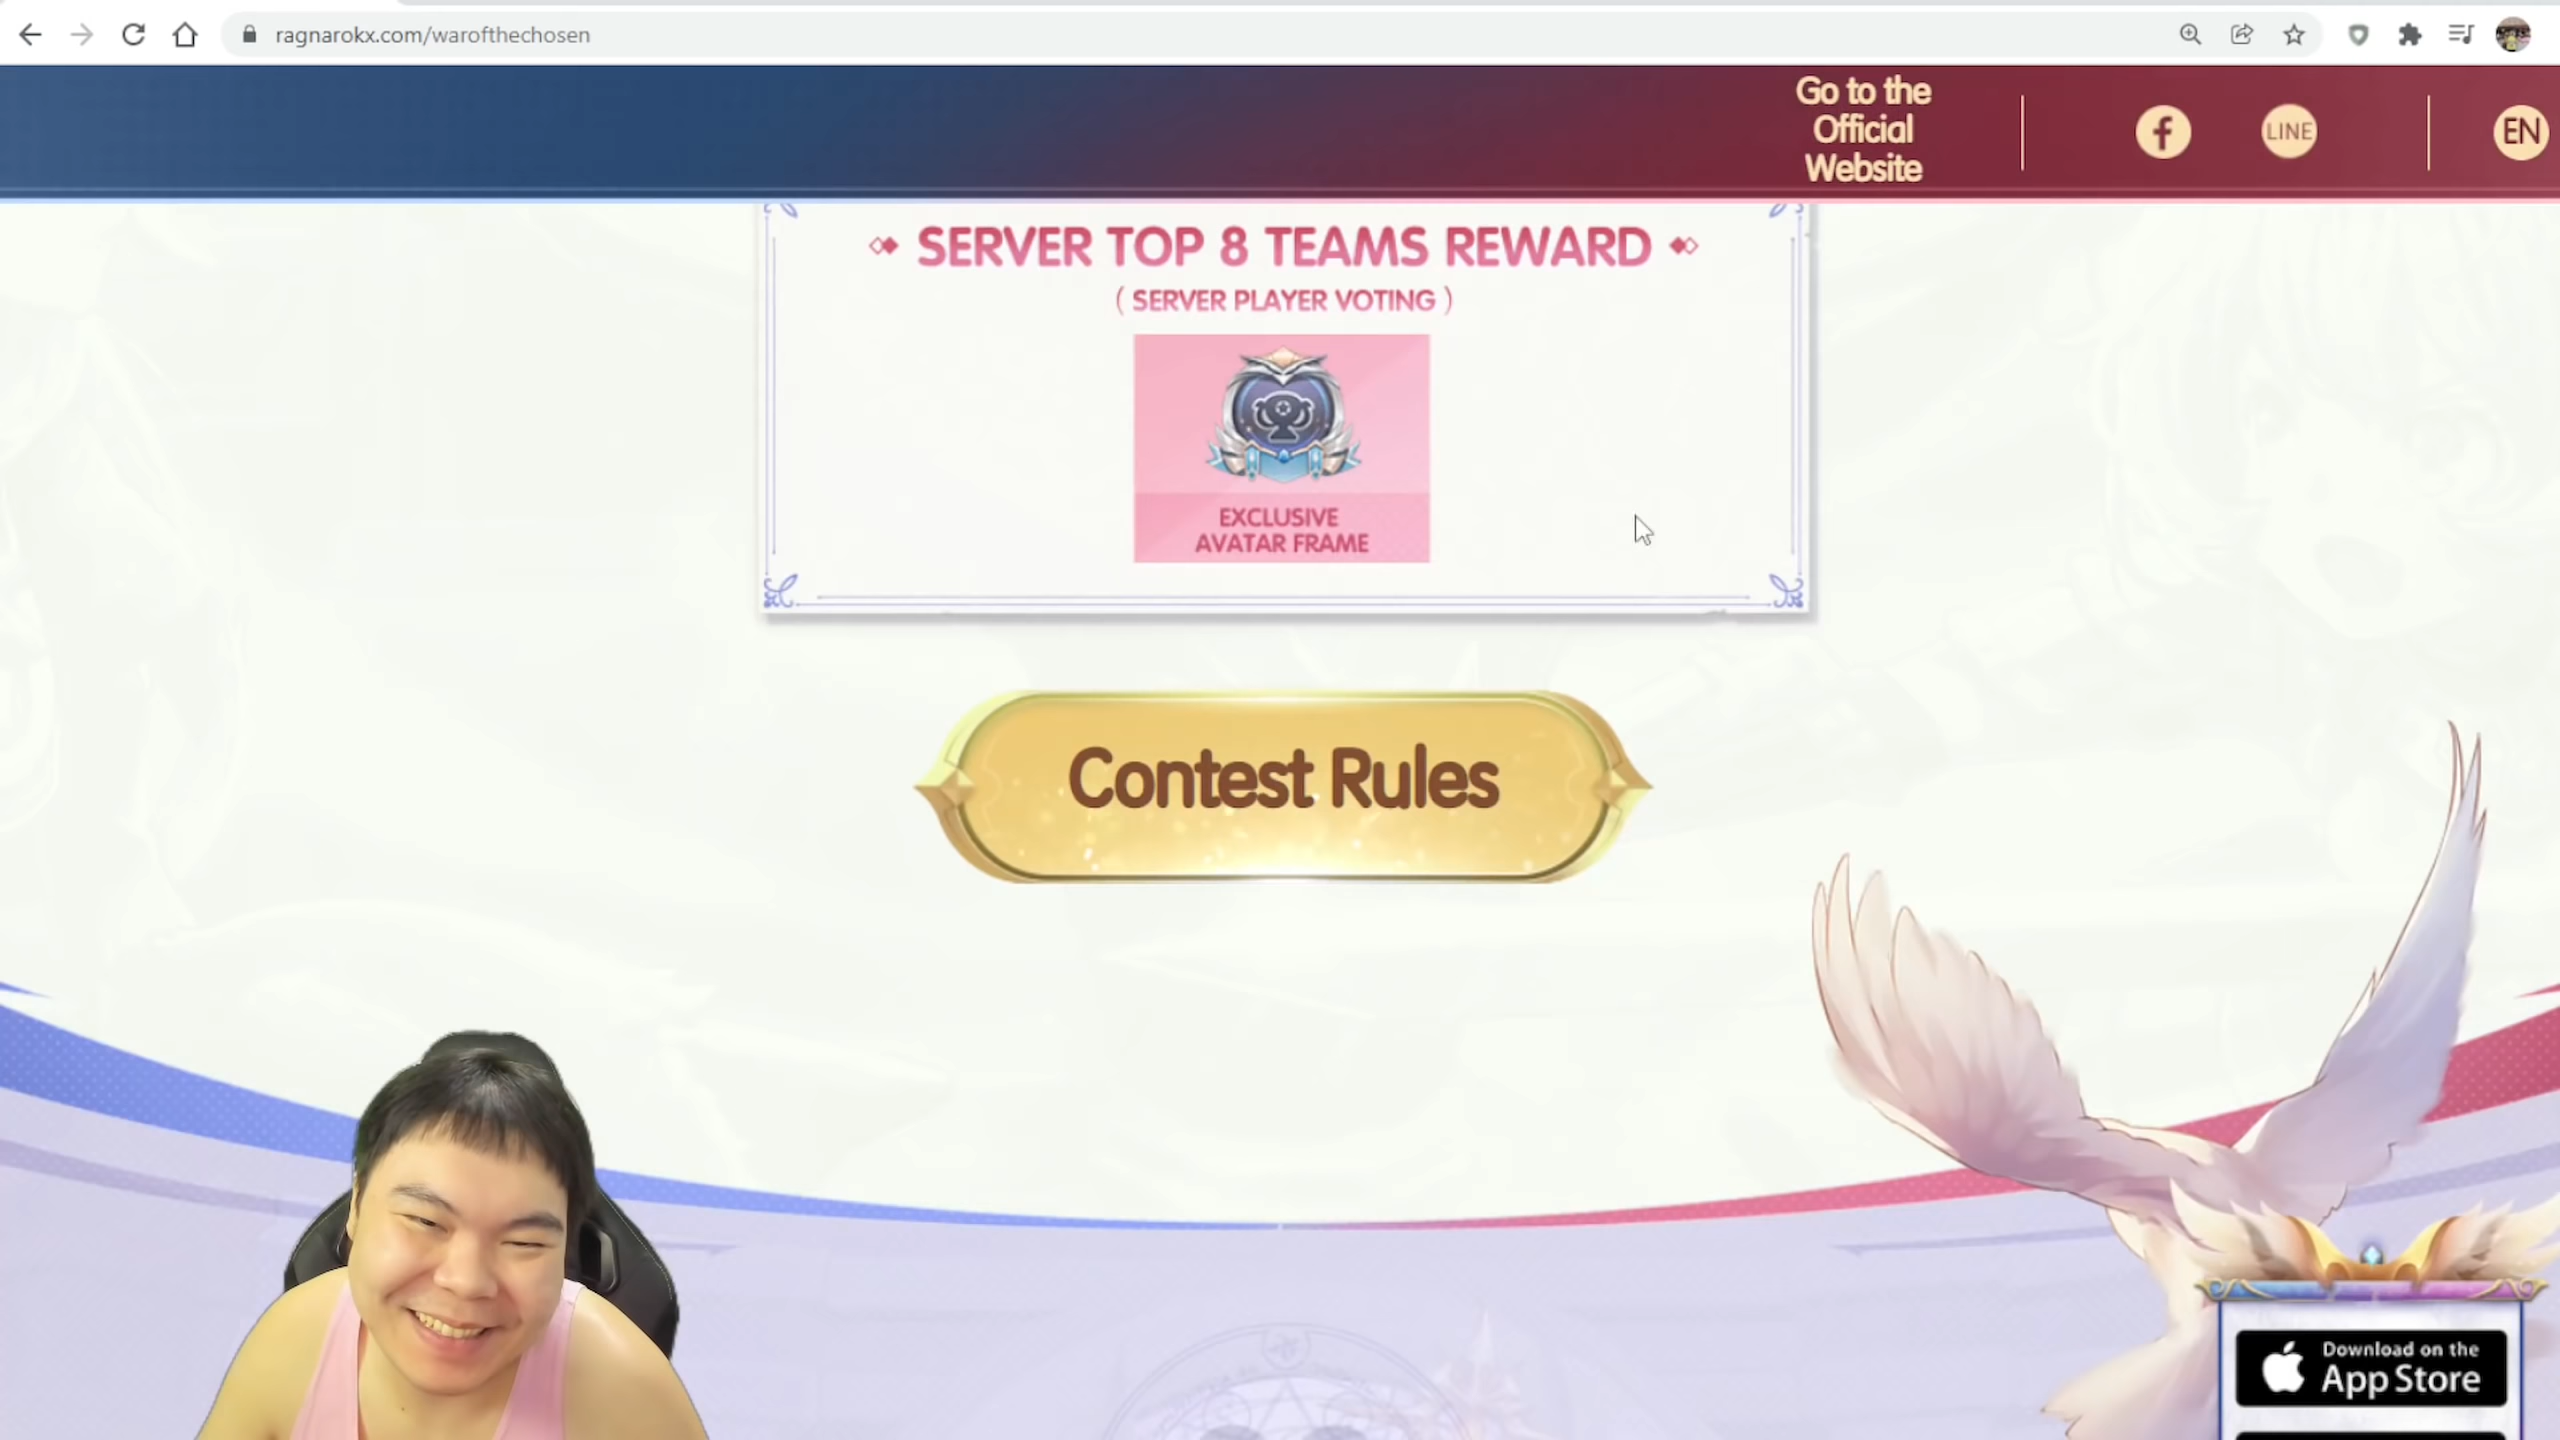 ragnarokx.com/warofthechosen
Go to the
Official
Website
f
LINE
EN
SERVER TOP 8 TEAMS REWARD
( SERVER PLAYER VOTING )
EXCLUSIVE
AVATAR FRAME
Contest Rules
Download on the
App Store